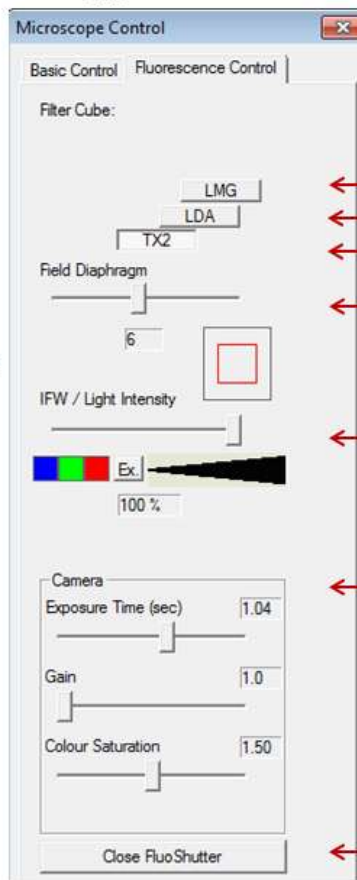 Microscope Control
Basic Control Fluorescence Control
Filter Cube:
LMG
LDA
TX2
Field Diaphragm
6
IFW / Light Intensity
Ex.
100 %
Camera
Exposure Time (sec) 1.04
Gain 1.0
Colour Saturation 1.50
Close FluoShutter